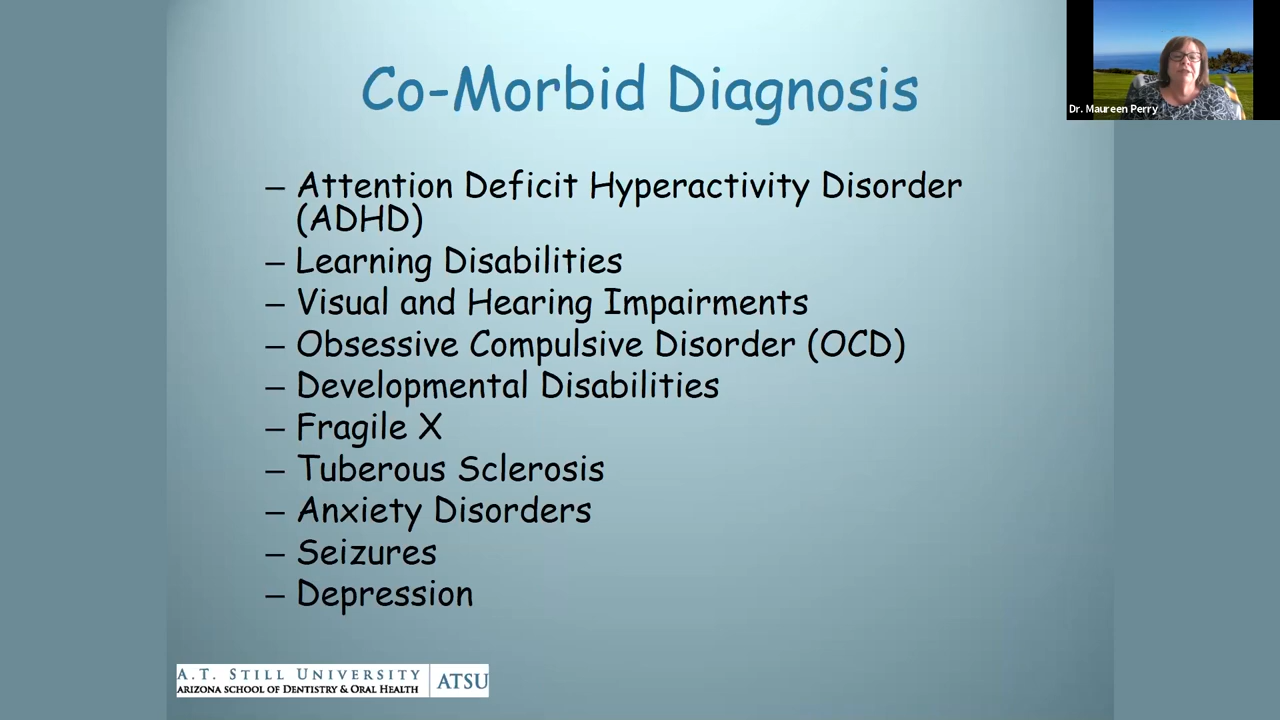 Co-Morbid Diagnosis
Dr. Maureen Perry
– Attention Deficit Hyperactivity Disorder
(ADHD)
– Learning Disabilities
– Visual and Hearing Impairments
– Obsessive Compulsive Disorder (OCD)
– Developmental Disabilities
– Fragile X
– Tuberous Sclerosis
– Anxiety Disorders
– Seizures
– Depression
A.T. STILL UNIVERSITY
ARIZONA SCHOOL OF DENTISTRY & ORAL HEALTH
ATSU